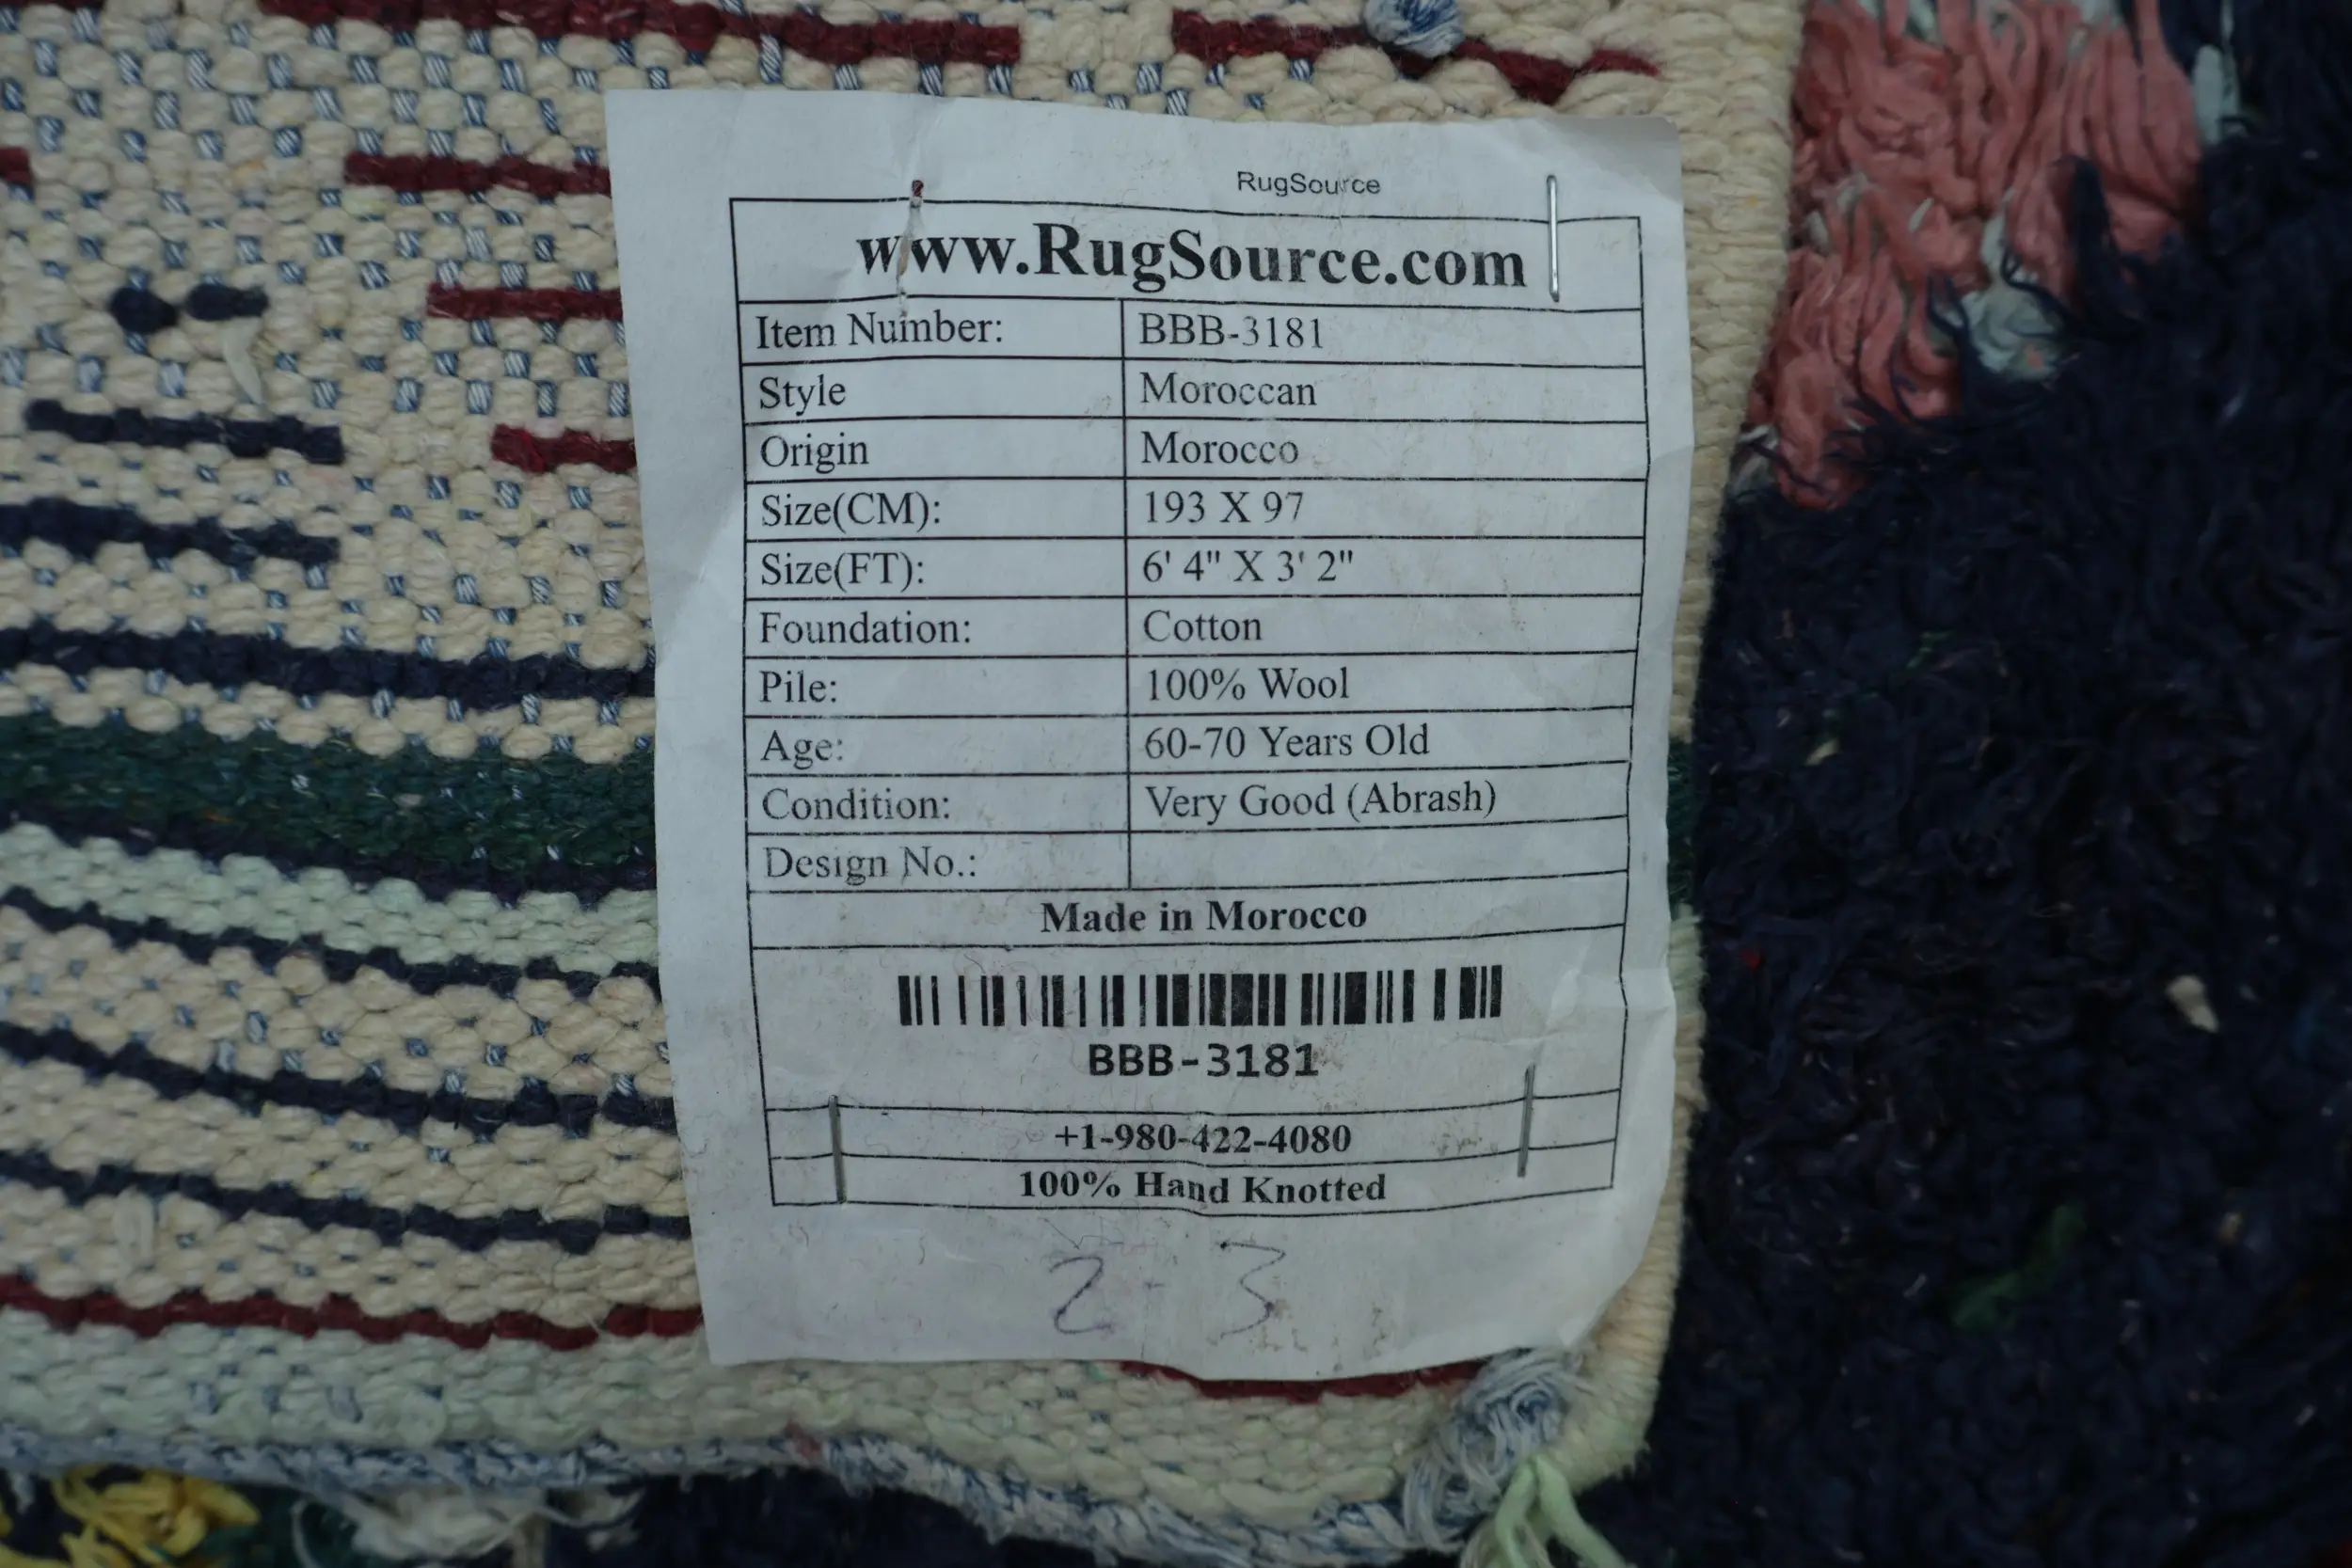 RugSource
www.RugSource.com
Item Number: BBB-3181
Style Moroccan
Origin Morocco
Size(CM): 193 X 97
Size(FT): 6' 4" X 3' 2"
Foundation: Cotton
Pile: 100% Wool
Age: 60-70 Years Old
Condition: Very Good (Abrash)
Design No.:
Made in Morocco
BBB-3181
+1-980-422-4080
100% Hand Knotted
2-3